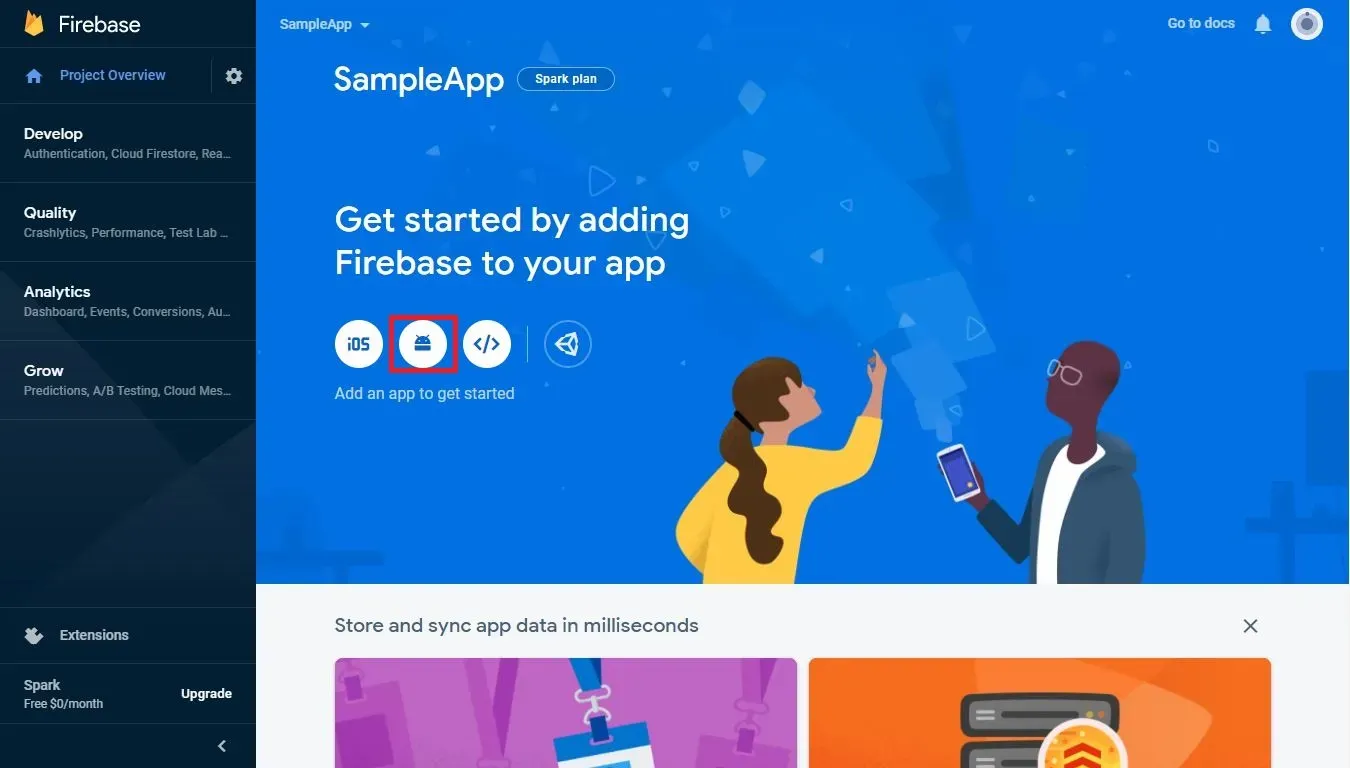 Firebase
Project Overview
Develop
Authentication, Cloud Firestore, Rea...
Quality
Crashlytics, Performance, Test Lab ...
Analytics
Dashboard, Events, Conversions, Au...
Grow
Predictions, A/B Testing, Cloud Mes...
Extensions
Spark
Free $0/month
Upgrade
SampleApp
Go to docs
SampleApp
Spark plan
Get started by adding
Firebase to your app
iOS
</>
Add an app to get started
Store and sync app data in milliseconds